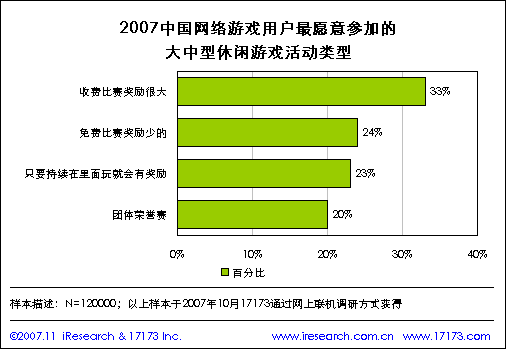 2007中国网络游戏用户最愿意参加的
大中型休闲游戏活动类型
收费比赛奖励很大
33%
免费比赛奖励少的
24%
只要持续在里面玩就会有奖励
23%
团体荣誉赛
20%
0% 10% 20% 30% 40%
百分比
样本描述：N=120000；以上样本于2007年10月17173通过网上联机调研方式获得
©2007.11 iResearch & 17173 Inc. www.iresearch.com.cn www.17173.com